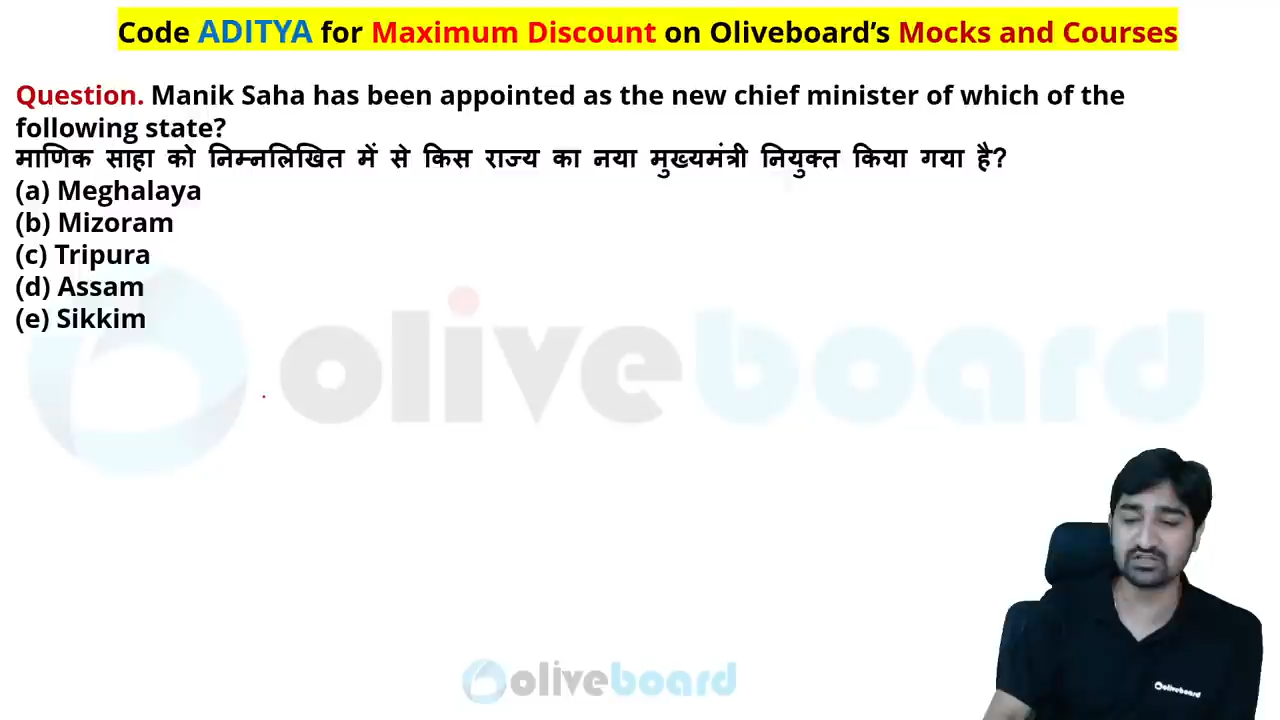 Code ADITYA for Maximum Discount on Oliveboard’s Mocks and Courses
Question. Manik Saha has been appointed as the new chief minister of which of the
following state?
माणिक साहा को निम्नलिखित में से किस राज्य का नया मुख्यमंत्री नियुक्त किया गया है?
(a) Meghalaya
(b) Mizoram
(c) Tripura
(d) Assam
(e) Sikkim
oliveboard
oliveboard
oliveboard